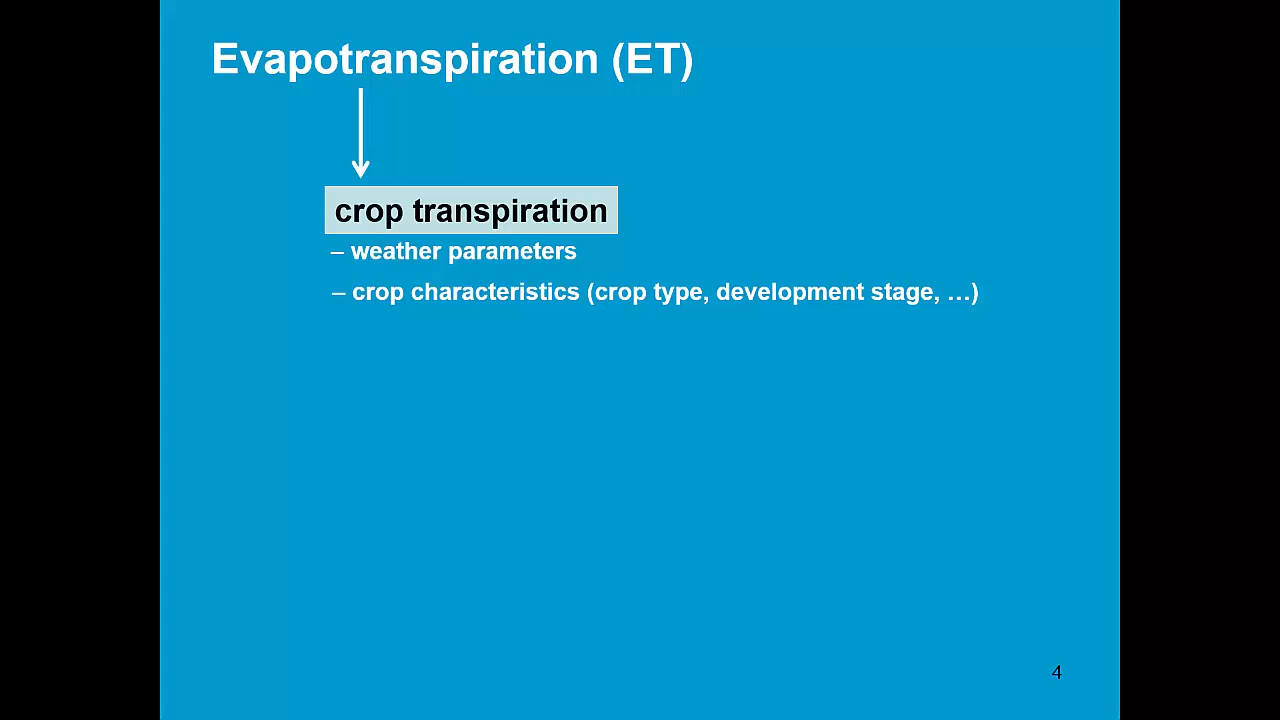 Evapotranspiration (ET)
crop transpiration
– weather parameters
– crop characteristics (crop type, development stage, …)
4